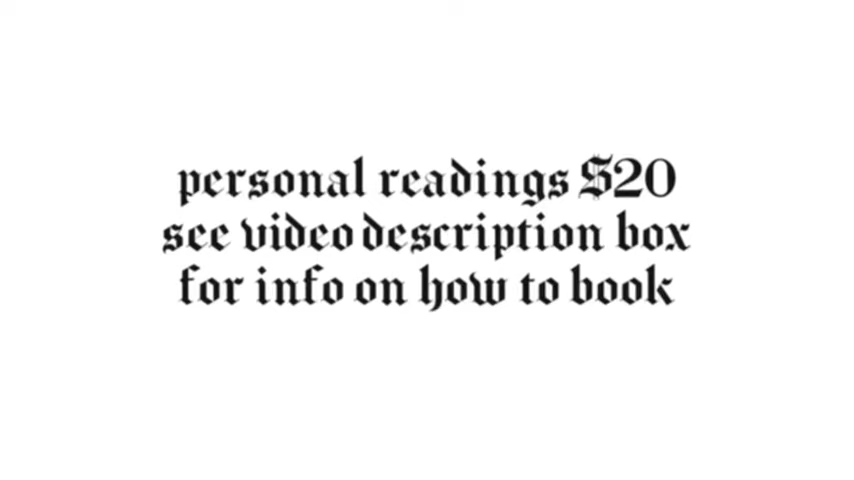 personal readings $20
see video description box
for info on how to book